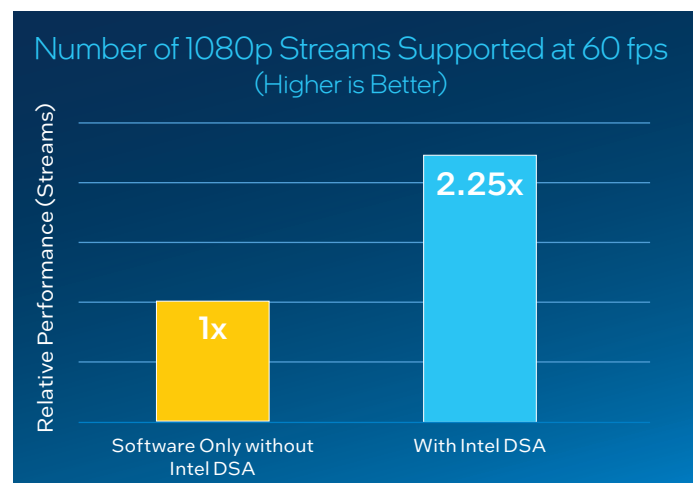 Number of 1080p Streams Supported at 60 fps
(Higher is Better)
Relative Performance (Streams)
1x
2.25x
Software Only without
Intel DSA
With Intel DSA